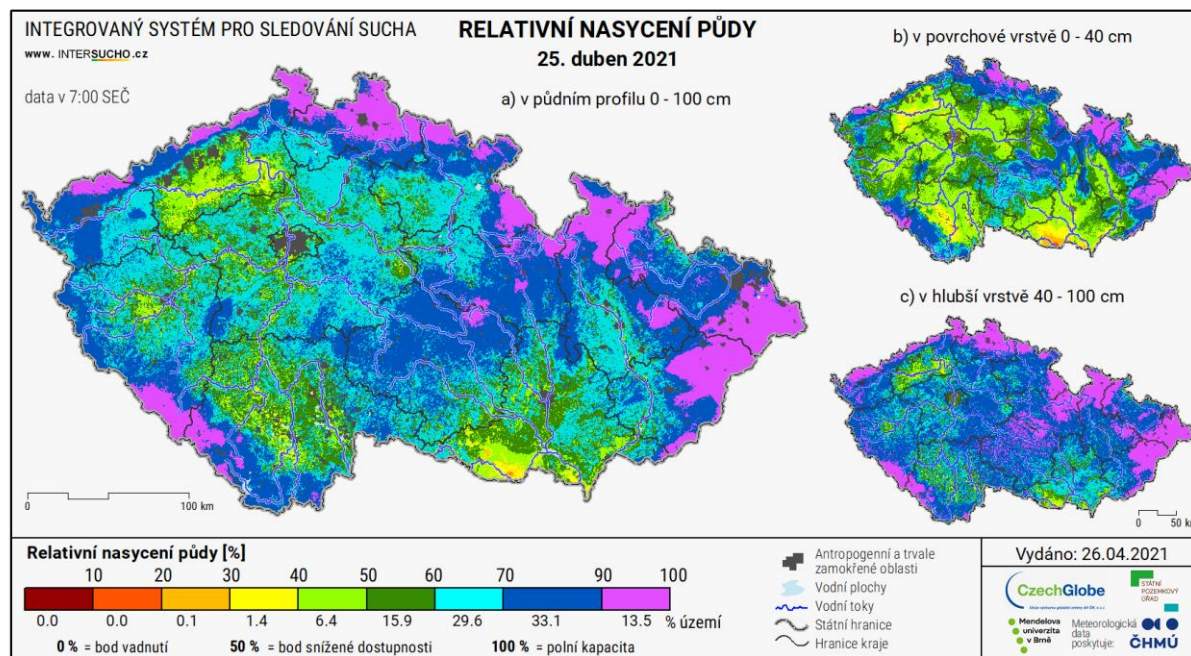 INTEGROVANÝ SYSTÉM PRO SLEDOVÁNÍ SUCHA
www. INTERSUCHO.cz
data v 7:00 SEČ
RELATIVNÍ NASYCENÍ PŮDY
25. duben 2021
a) v půdním profilu 0 - 100 cm
b) v povrchové vrstvě 0 - 40 cm
c) v hlubší vrstvě 40 - 100 cm
0 100 km
0 50 km
Relativní nasycení půdy [%]
10 20 30 40 50 60 70 90 100
0.0 0.0 0.1 1.4 6.4 15.9 29.6 33.1 13.5 % území
0 % = bod vadnutí 50 % = bod snížené dostupnosti 100 % = polní kapacita
Antropogenní a trvale
zamokřené oblasti
Vodní plochy
Vodní toky
Státní hranice
Hranice kraje
Vydáno: 26.04.2021
CzechGlobe
STÁTNÍ
POZEMKOVÝ
ÚŘAD
Mendelova
univerzita
v Brně
Meteorologická
data
poskytuje:
ČHMÚ